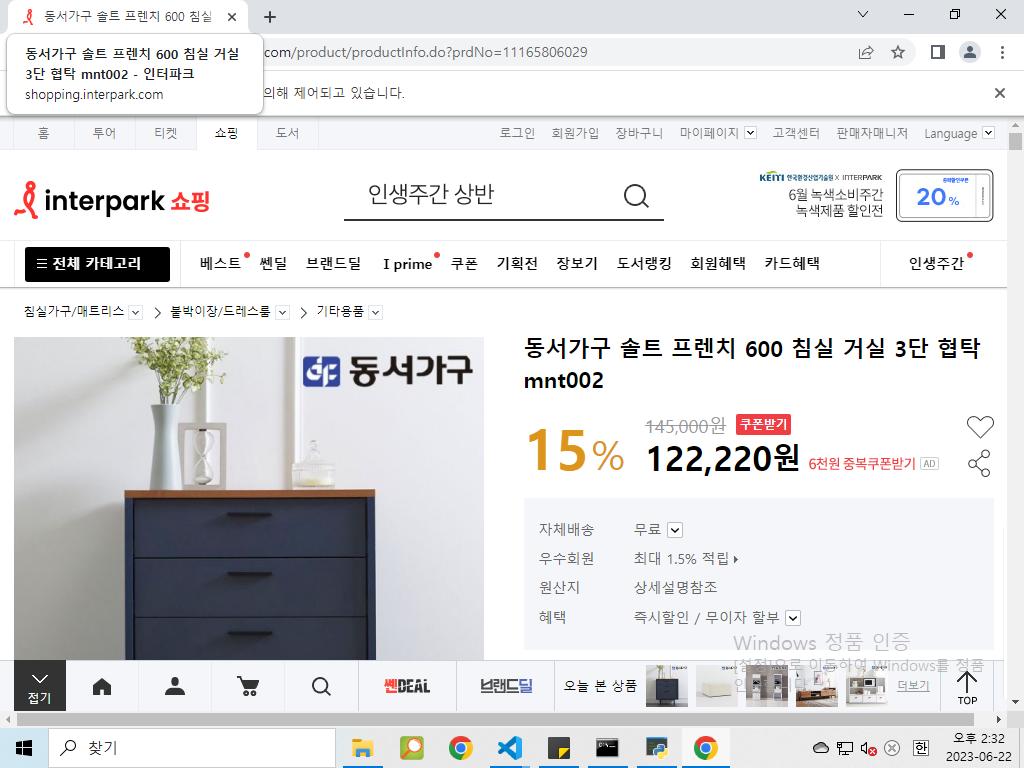 동서가구 솔트 프렌치 600 침실
동서가구 솔트 프렌치 600 침실 거실
3단 협탁 mnt002 - 인터파크
shopping.interpark.com
com/product/productInfo.do?prdNo=11165806029
의해 제어되고 있습니다.
홈 투어 티켓 쇼핑 도서
로그인 회원가입 장바구니 마이페이지 고객센터 판매자매니저 Language
interpark 쇼핑
인생주간 상반
KEITI 한국환경산업기술원 X INTERPARK
6월 녹색소비주간
녹색제품 할인전
중복할인쿠폰
20%
전체 카테고리
베스트 쎈딜 브랜드딜 I prime 쿠폰 기획전 장보기 도서랭킹 회원혜택 카드혜택 인생주간
침실가구/매트리스 > 붙박이장/드레스룸 > 기타용품
동서가구
동서가구 솔트 프렌치 600 침실 거실 3단 협탁
mnt002
15%
145,000원 쿠폰받기
122,220원 6천원 중복쿠폰받기 AD
자체배송 무료
우수회원 최대 1.5% 적립
원산지 상세설명참조
혜택 즉시할인 / 무이자 할부
Windows 정품 인증
[설정]으로 이동하여 Windows를 정품
접기
쎈DEAL
브랜드딜
오늘 본 상품
더보기
TOP
찾기
한
오후 2:32
2023-06-22